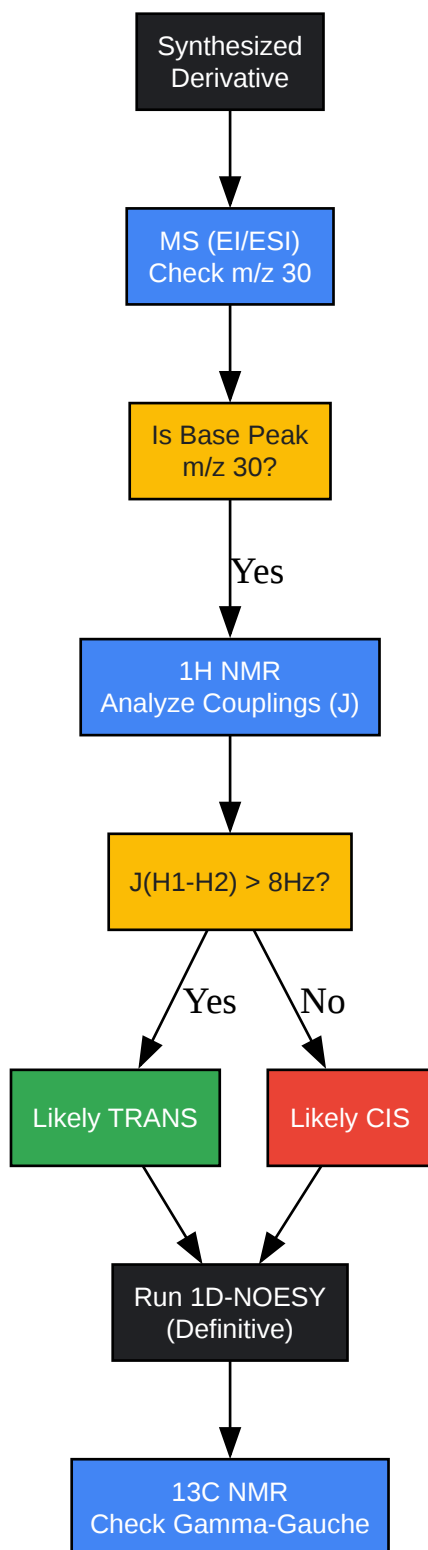 Synthesized
Derivative
MS (EI/ESI)
Check m/z 30
Is Base Peak
m/z 30?
Yes
1H NMR
Analyze Couplings (J)
J(H1-H2) > 8Hz?
Yes
No
Likely TRANS
Likely CIS
Run 1D-NOESY
(Definitive)
13C NMR
Check Gamma-Gauche